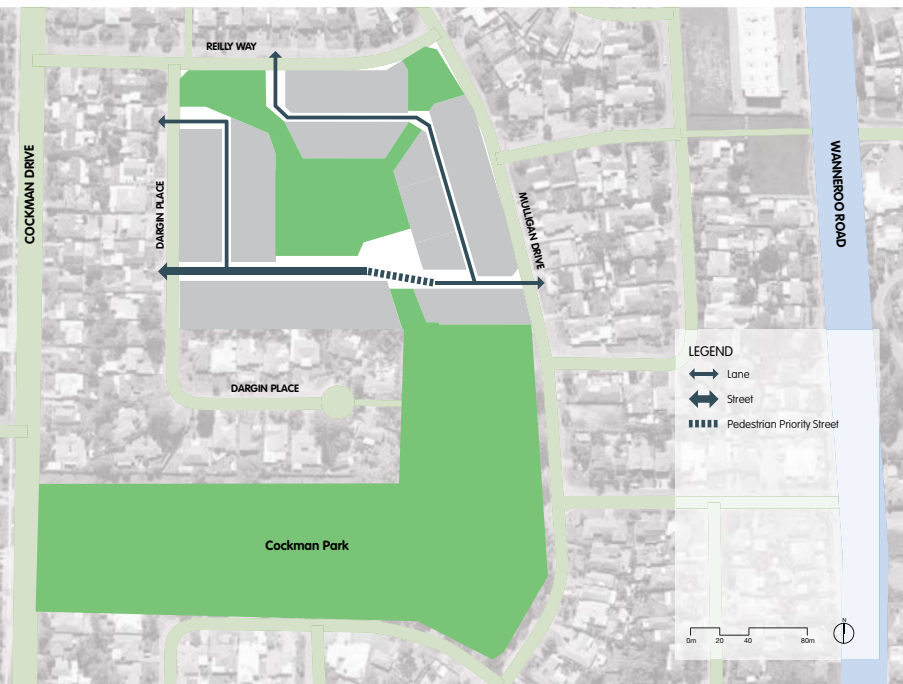 REILLY WAY
COCKMAN DRIVE
DARGIN PLACE
MULLIGAN DRIVE
WANNEROO ROAD
DARGIN PLACE
Cockman Park
LEGEND
Lane
Street
Pedestrian Priority Street
0m 20 40 80m
N